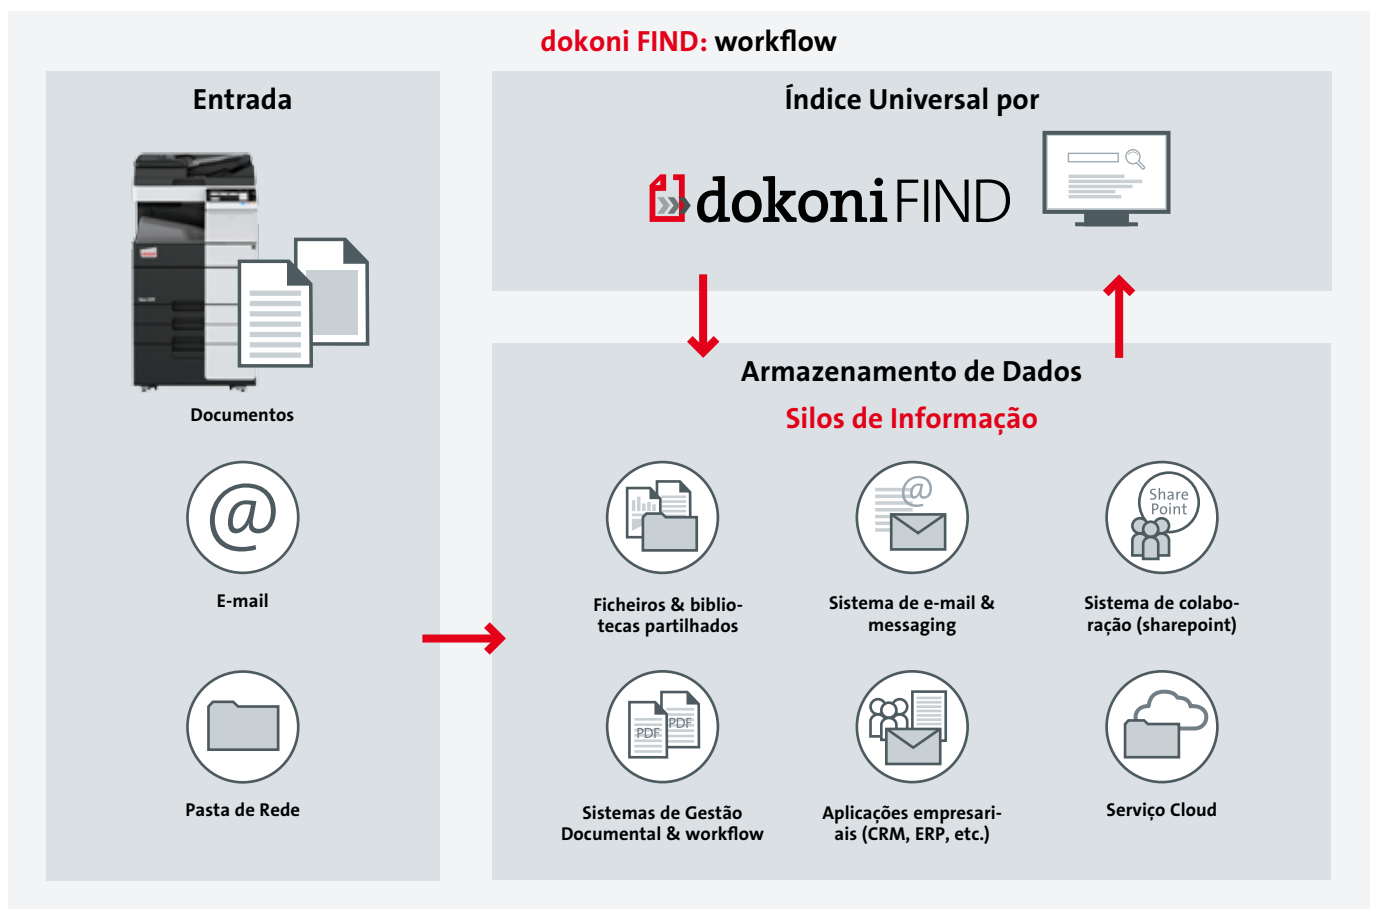 dokoni FIND: workflow
Entrada
Documentos
E-mail
Pasta de Rede
Índice Universal por
dokoni FIND
Armazenamento de Dados
Silos de Informação
Ficheiros & biblio-
tecas partilhados
@
Sistema de e-mail &
messaging
Share
Point
Sistema de colabo-
ração (sharepoint)
PDF
PDF
Sistemas de Gestão
Documental & workflow
Aplicações empresari-
ais (CRM, ERP, etc.)
Serviço Cloud